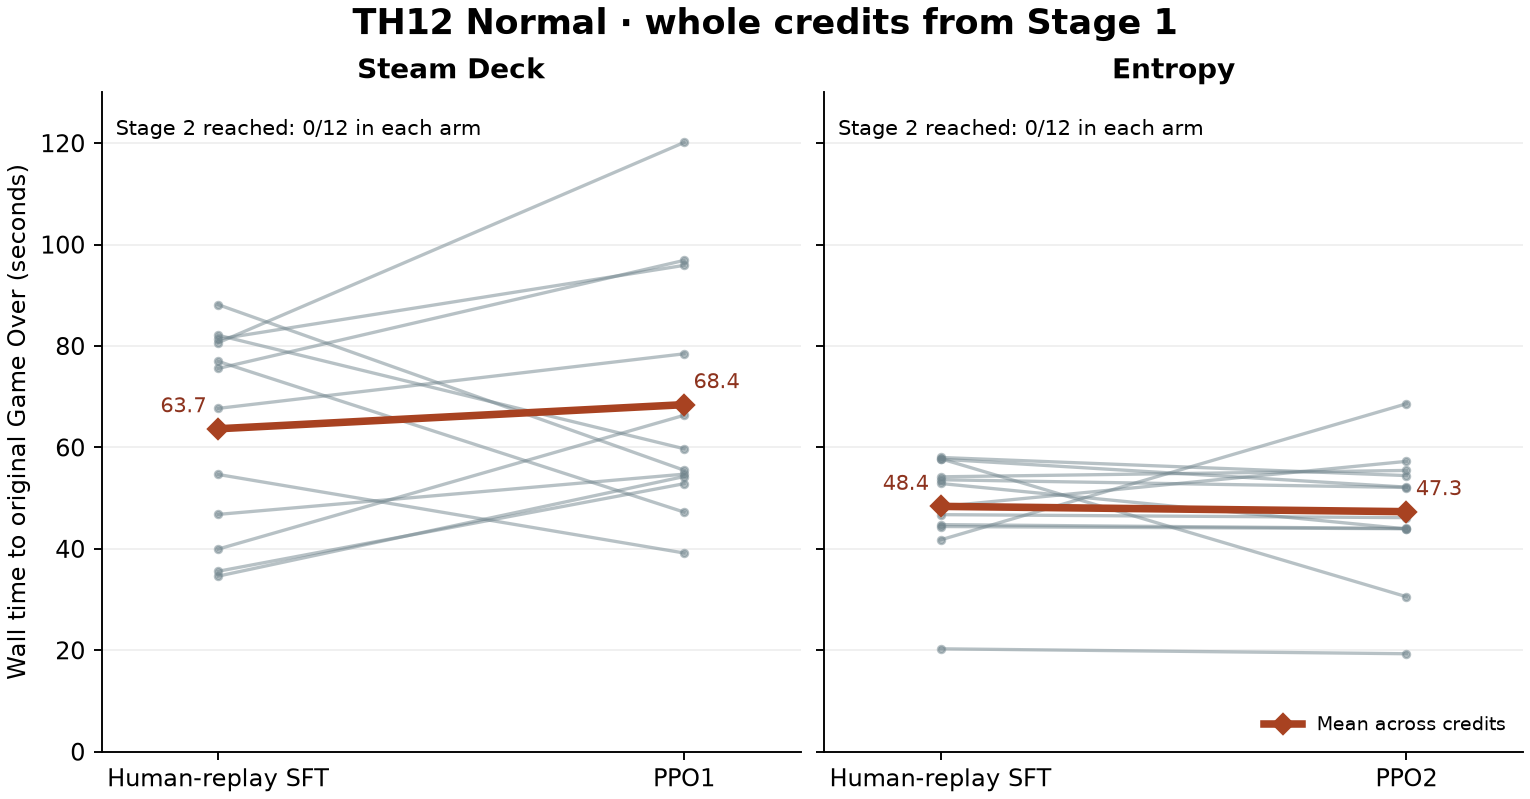 TH12 Normal · whole credits from Stage 1
Steam Deck
Entropy
Stage 2 reached: 0/12 in each arm
Stage 2 reached: 0/12 in each arm
Wall time to original Game Over (seconds)
120
100
80
60
40
20
0
63.7
68.4
48.4
47.3
Mean across credits
Human-replay SFT
PPO1
Human-replay SFT
PPO2